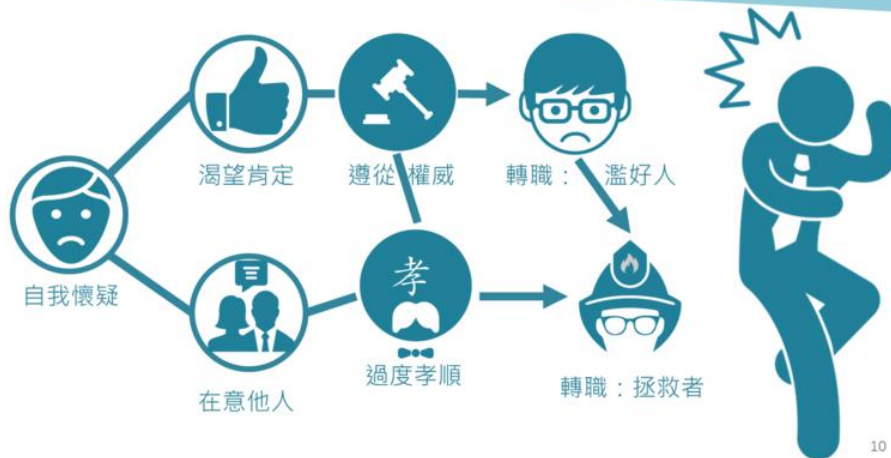 渴望肯定
遵從 權威
轉職： 濫好人
自我懷疑
孝
過度孝順
在意他人
轉職：拯救者
10